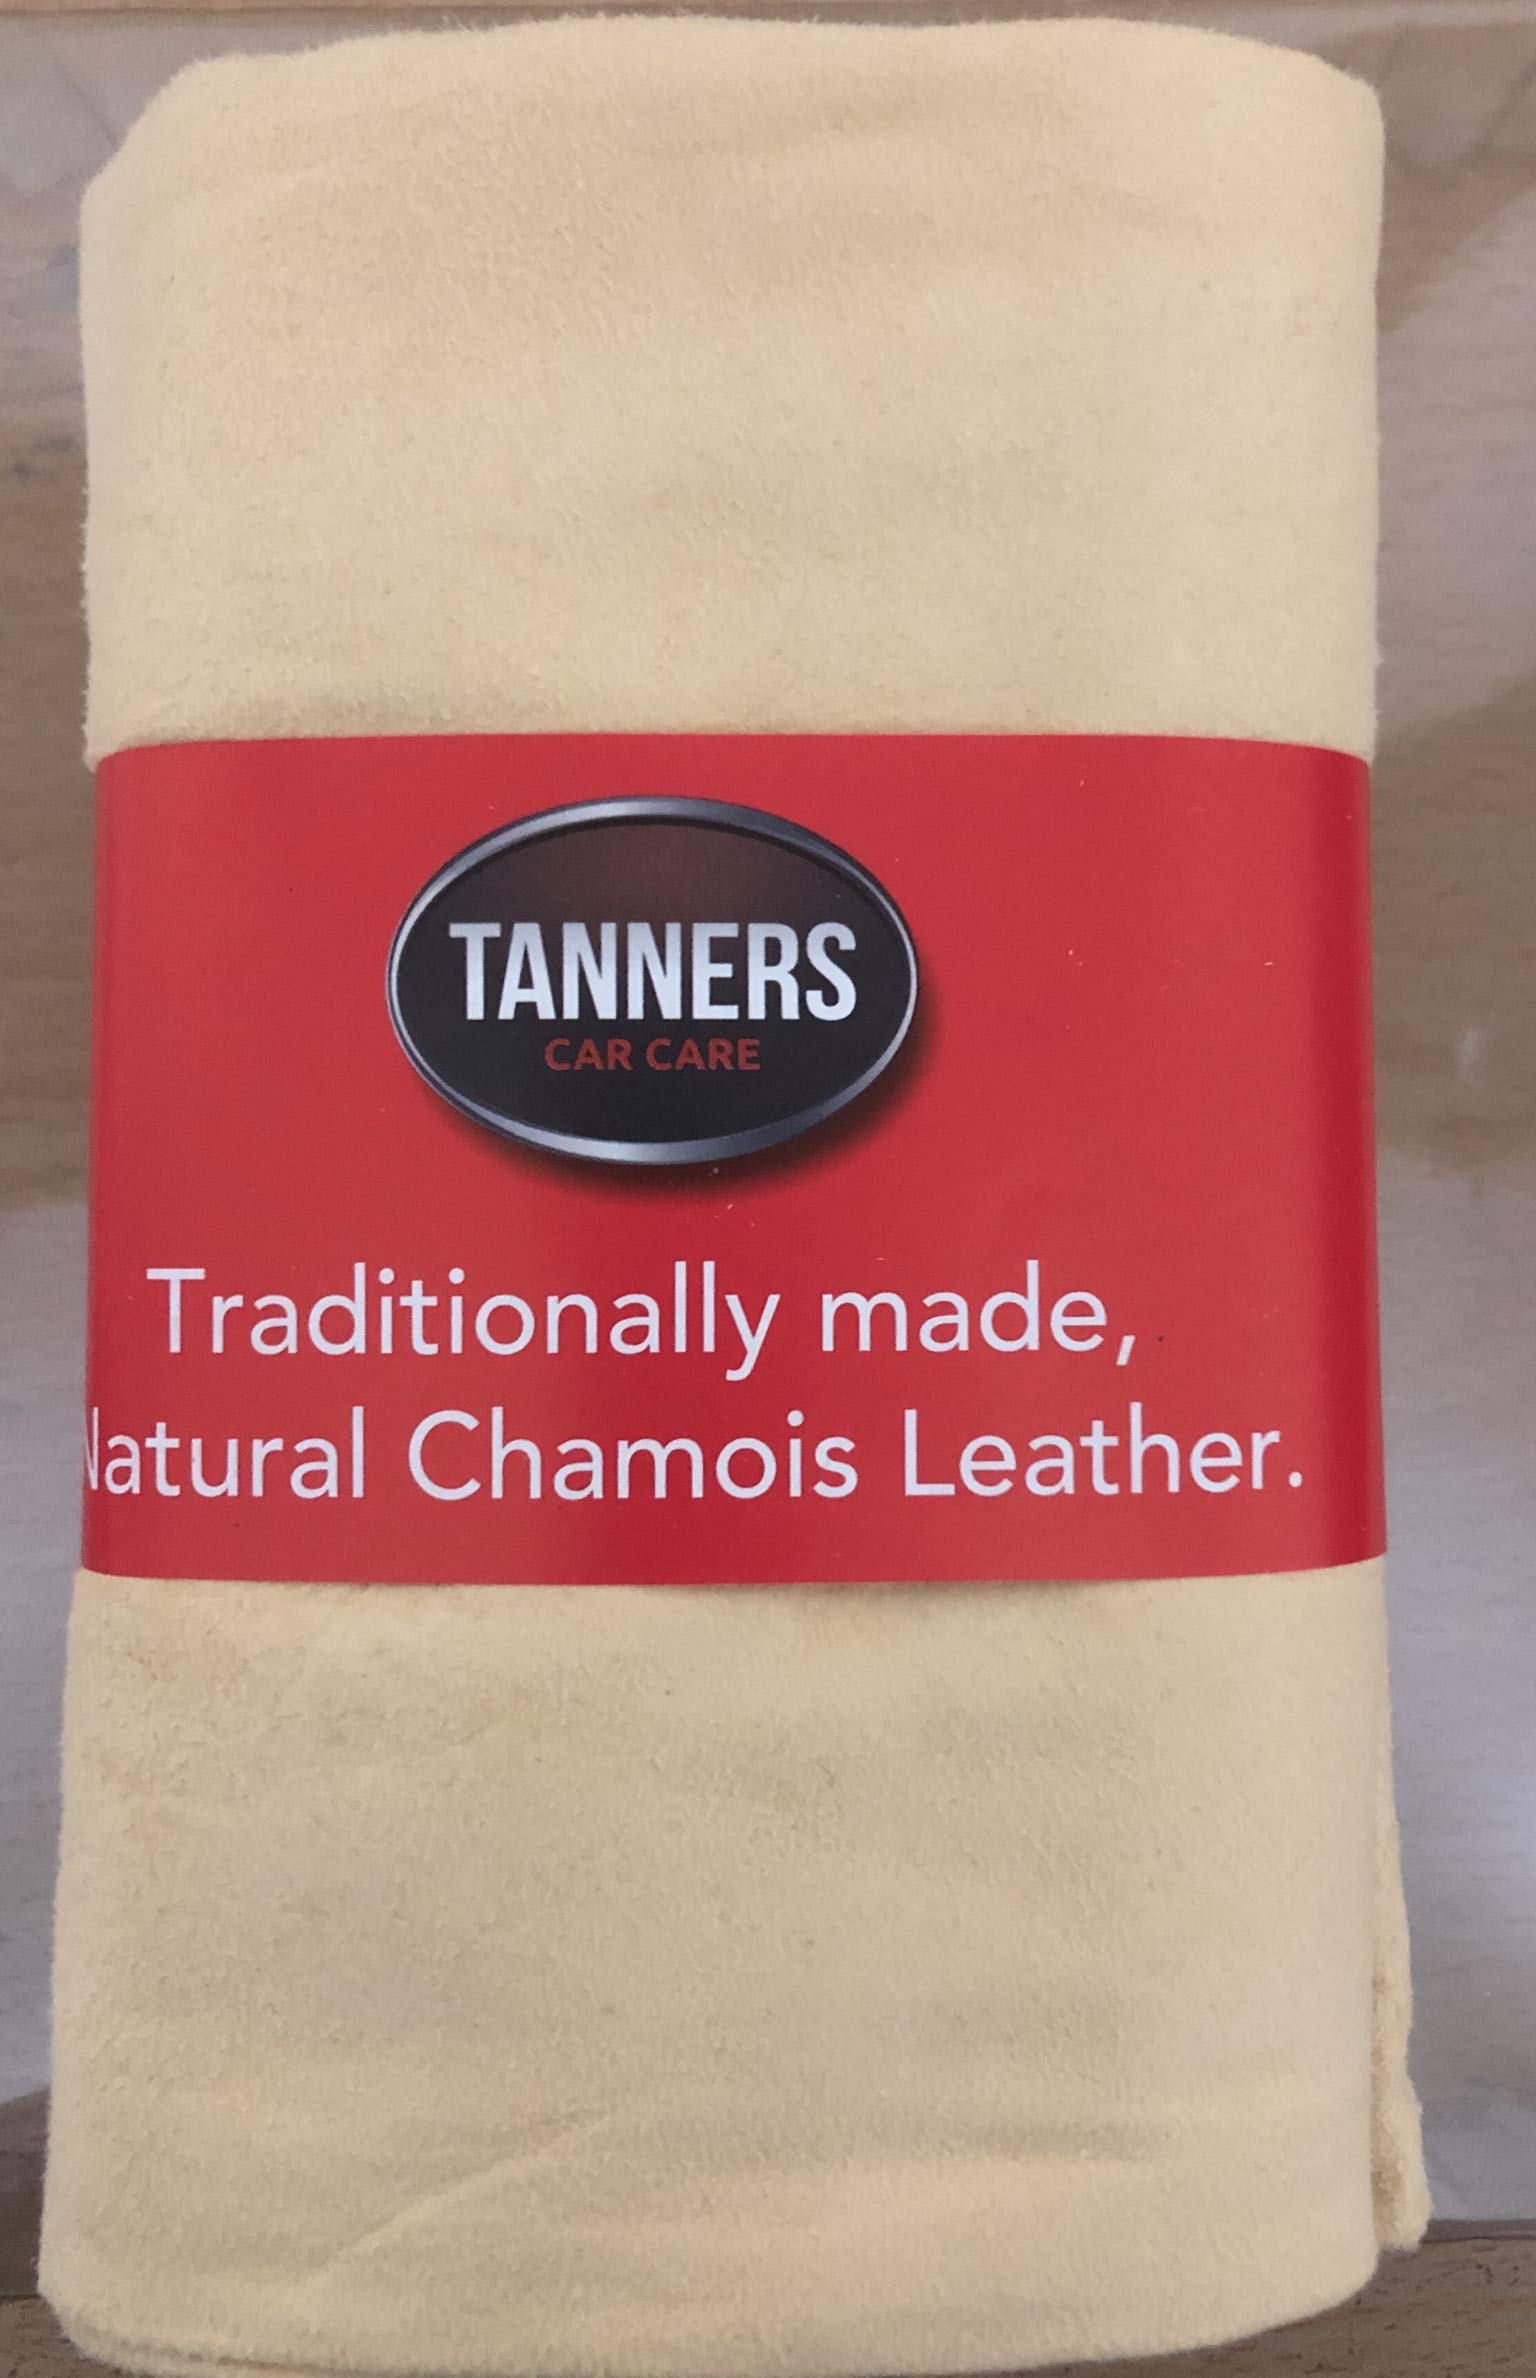 TANNERS
CAR CARE
Traditionally made,
Natural Chamois Leather.